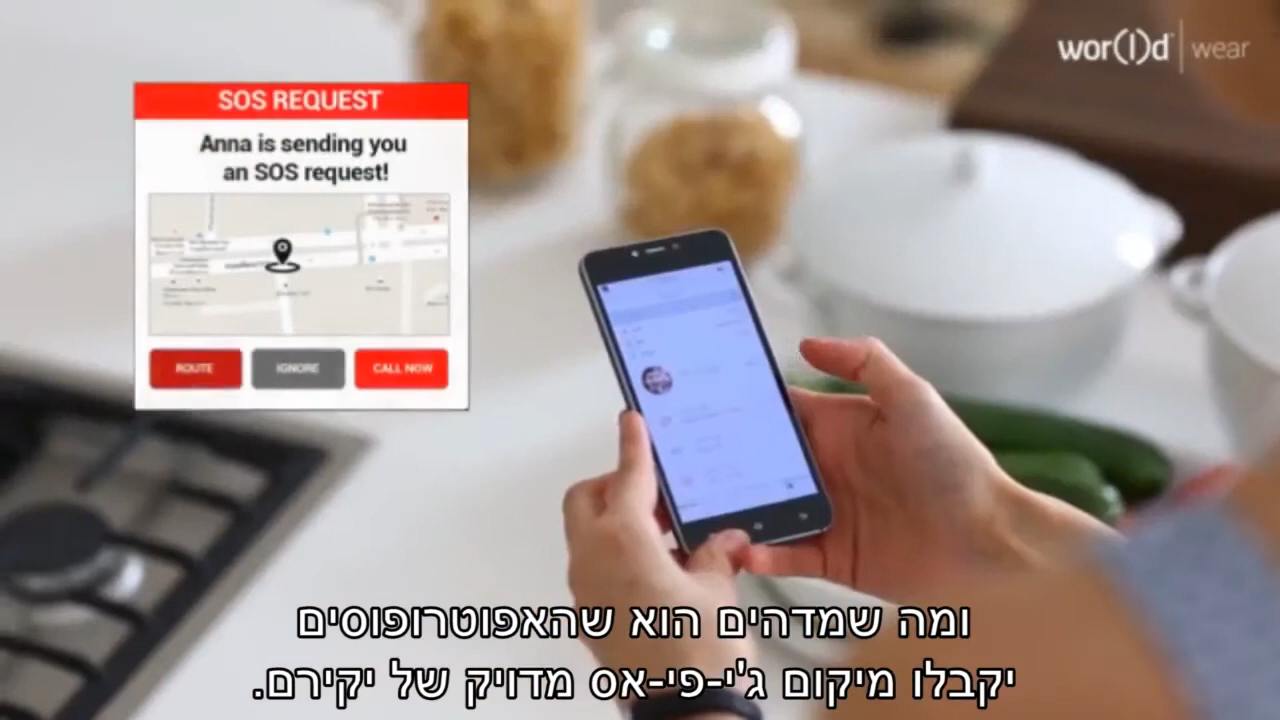 wor(l)d | wear
SOS REQUEST
Anna is sending you
an SOS request!
ROUTE
IGNORE
CALL NOW
ומה שמדהים הוא שהאפוטרופוסים
יקבלו מיקום ג'י-פי-אס מדויק של יקירם.